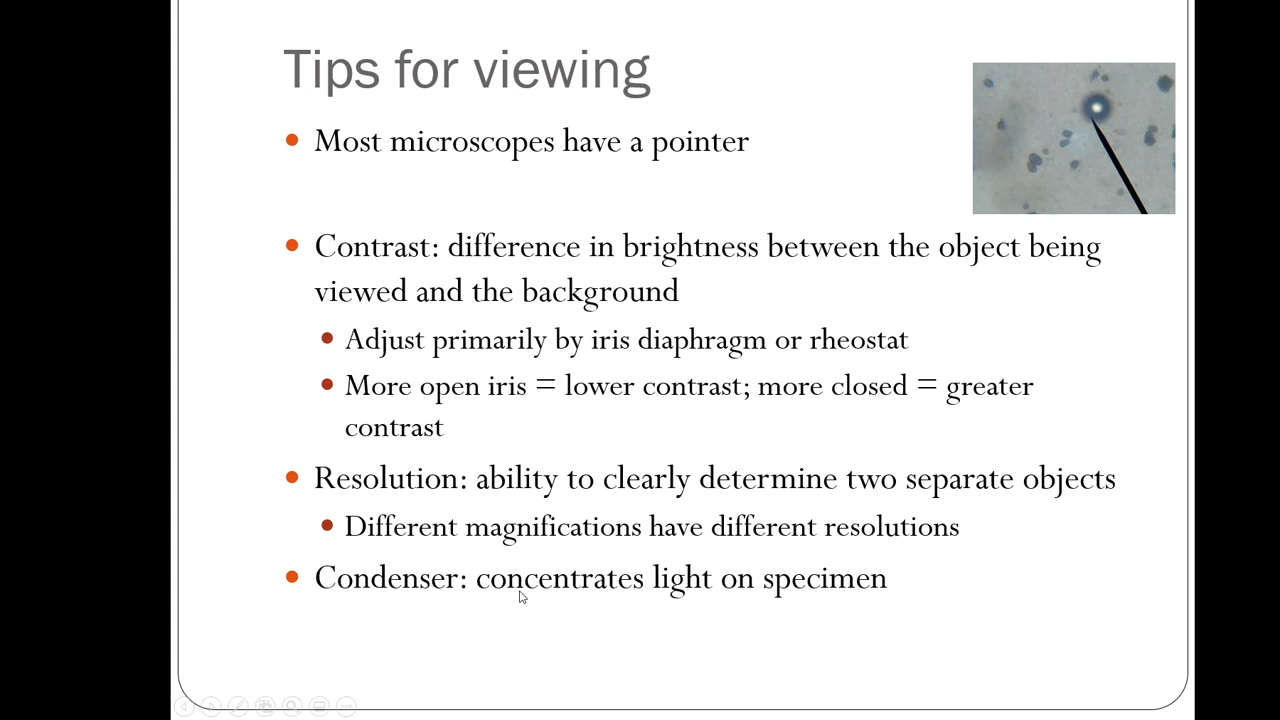 Tips for viewing
Most microscopes have a pointer
Contrast: difference in brightness between the object being
viewed and the background
Adjust primarily by iris diaphragm or rheostat
More open iris = lower contrast; more closed = greater
contrast
Resolution: ability to clearly determine two separate objects
Different magnifications have different resolutions
Condenser: concentrates light on specimen